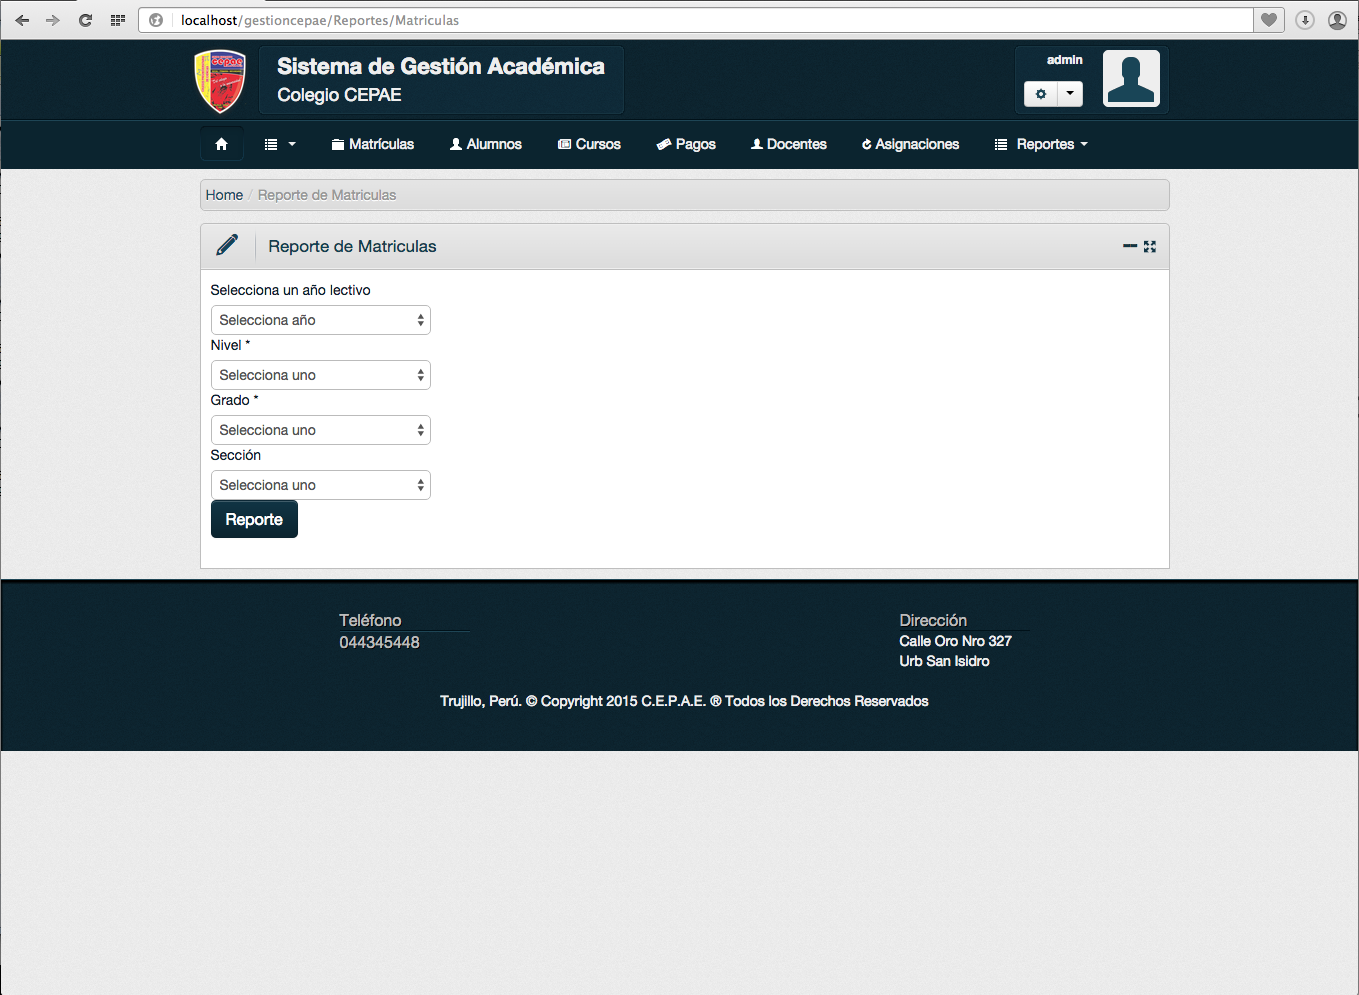 localhost/gestioncepae/Reportes/Matriculas
cepae
Sistema de Gestión Académica
Colegio CEPAE
admin
Matrículas
Alumnos
Cursos
Pagos
Docentes
Asignaciones
Reportes
Home / Reporte de Matriculas
Reporte de Matriculas
Selecciona un año lectivo
Selecciona año
Nivel *
Selecciona uno
Grado *
Selecciona uno
Sección
Selecciona uno
Reporte
Teléfono
044345448
Dirección
Calle Oro Nro 327
Urb San Isidro
Trujillo, Perú. © Copyright 2015 C.E.P.A.E. ® Todos los Derechos Reservados